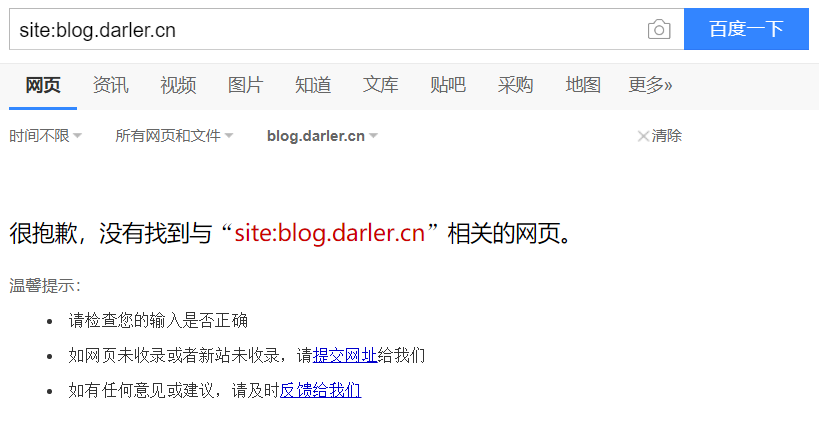 site:blog.darler.cn 百度一下
网页 资讯 视频 图片 知道 文库 贴吧 采购 地图 更多»
时间不限 所有网页和文件 blog.darler.cn 清除
很抱歉，没有找到与“site:blog.darler.cn”相关的网页。
温馨提示：
请检查您的输入是否正确
如网页未收录或者新站未收录，请提交网址给我们
如有任何意见或建议，请及时反馈给我们